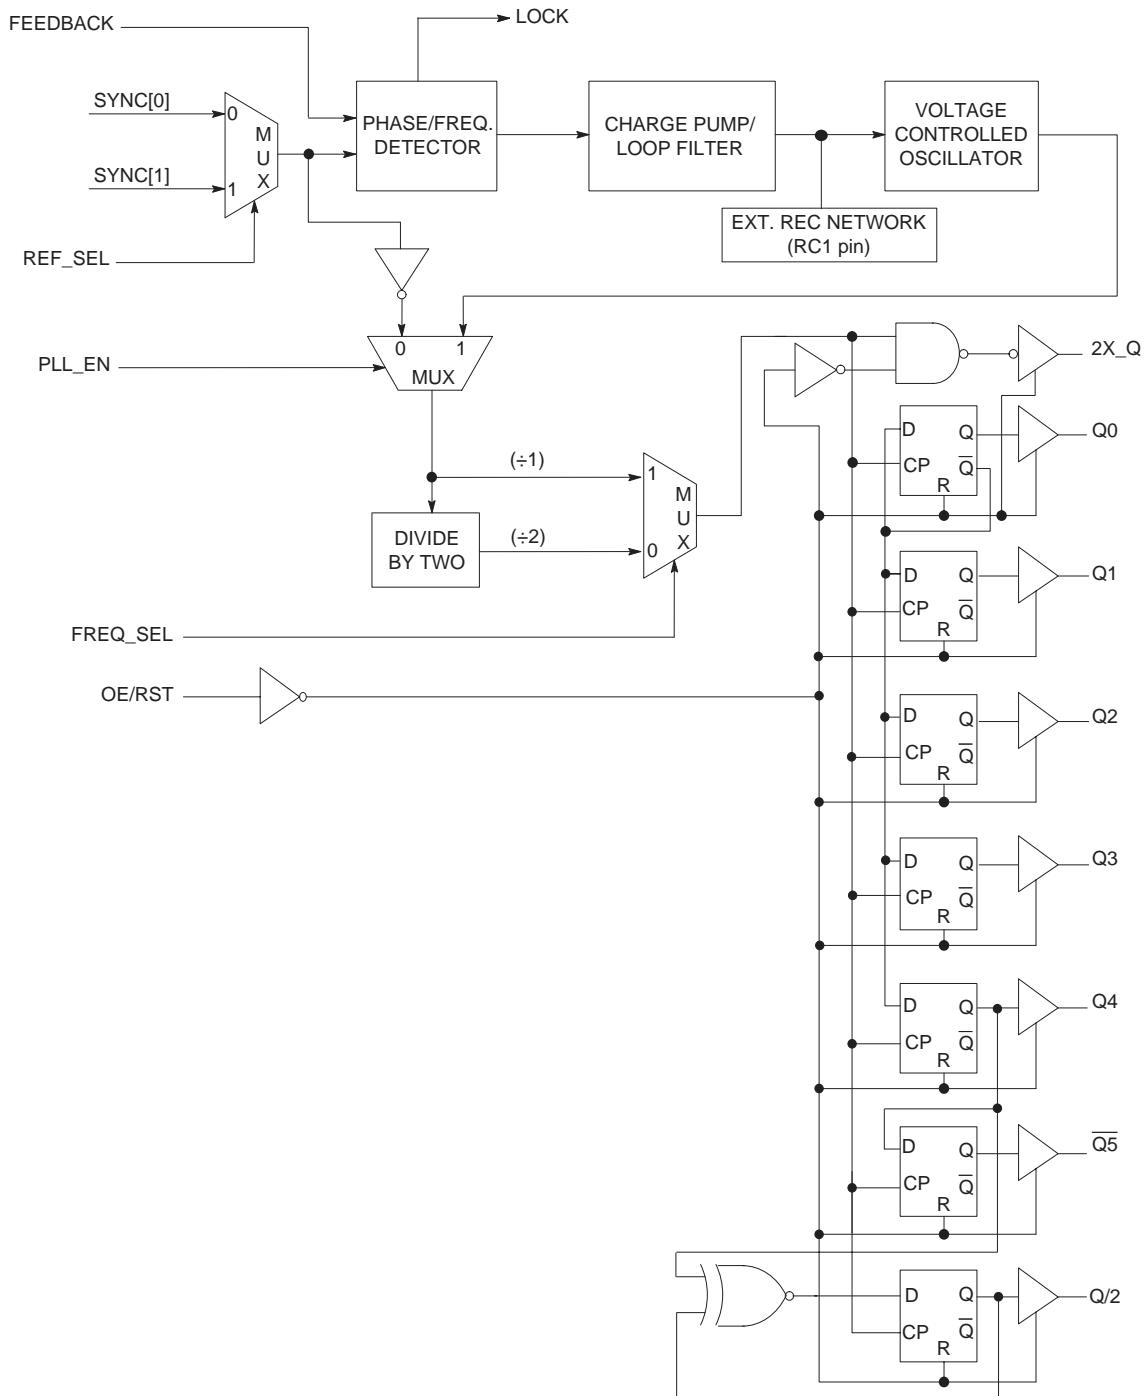 FEEDBACK
LOCK
SYNC[0]
0
M
U
X
SYNC[1]
1
REF_SEL
PHASE/FREQ.
DETECTOR
CHARGE PUMP/
LOOP FILTER
VOLTAGE
CONTROLLED
OSCILLATOR
EXT. REC NETWORK
(RC1 pin)
0 1
MUX
PLL_EN
2X_Q
(÷1)
1
M
U
X
DIVIDE
BY TWO
(÷2)
0
FREQ_SEL
OE/RST
D Q
CP Q̅
R
Q0
D Q
CP Q̅
R
Q1
D Q
CP Q̅
R
Q2
D Q
CP Q̅
R
Q3
D Q
CP Q̅
R
Q4
D Q
CP Q̅
R
Q̅5̅
D Q
CP Q̅
R
Q/2